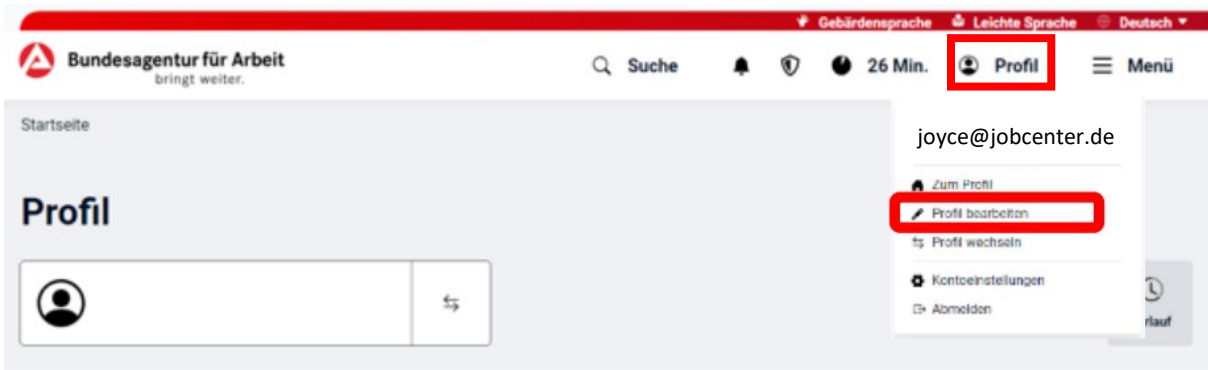 Gebärdensprache Leichte Sprache Deutsch
Bundesagentur für Arbeit
bringt weiter.
Suche 26 Min. Profil Menü
Startseite
joyce@jobcenter.de
Zum Profil
Profil
Profil bearbeiten
Profil wechseln
Kontoeinstellungen
Abmelden
rlauf